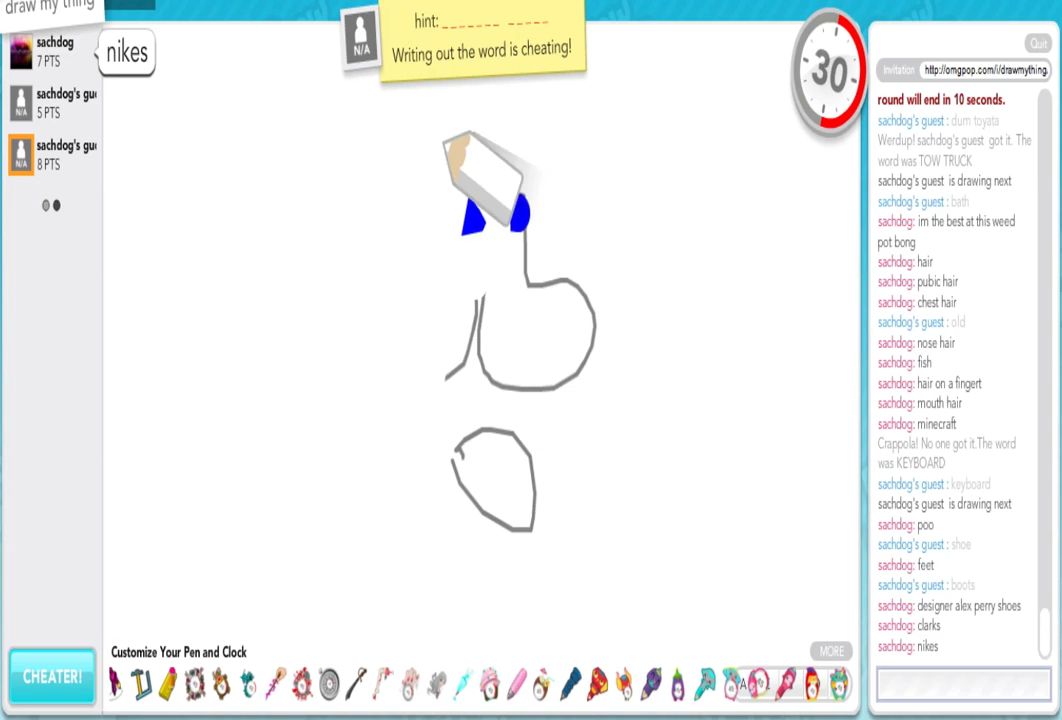 draw my thing
sachdog
7 PTS
nikes
sachdog's gu
5 PTS
sachdog's gu
8 PTS
N/A
N/A
N/A
hint: _______ _____
Writing out the word is cheating!
30
Quit
Invitation http://omgpop.com/i/drawmything.
round will end in 10 seconds.
sachdog's guest : dum toyata
Werdup! sachdog's guest got it. The
word was TOW TRUCK
sachdog's guest is drawing next
sachdog's guest : bath
sachdog: im the best at this weed
pot bong
sachdog: hair
sachdog: pubic hair
sachdog: chest hair
sachdog's guest : old
sachdog: nose hair
sachdog: fish
sachdog: hair on a fingert
sachdog: mouth hair
sachdog: minecraft
Crappola! No one got it.The word
was KEYBOARD
sachdog's guest : keyboard
sachdog's guest is drawing next
sachdog: poo
sachdog's guest : shoe
sachdog: feet
sachdog's guest : boots
sachdog: designer alex perry shoes
sachdog: clarks
sachdog: nikes
Customize Your Pen and Clock
MORE
CHEATER!